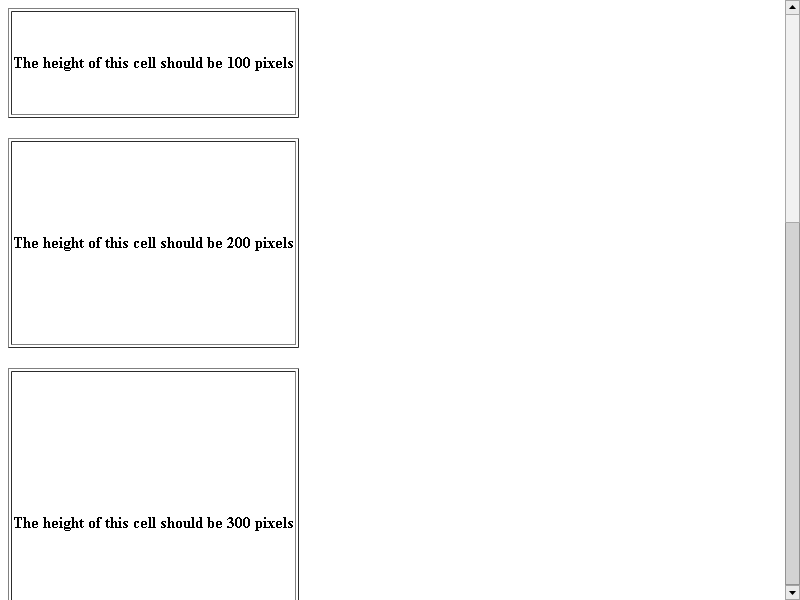 The height of this cell should be 100 pixels
The height of this cell should be 200 pixels
The height of this cell should be 300 pixels